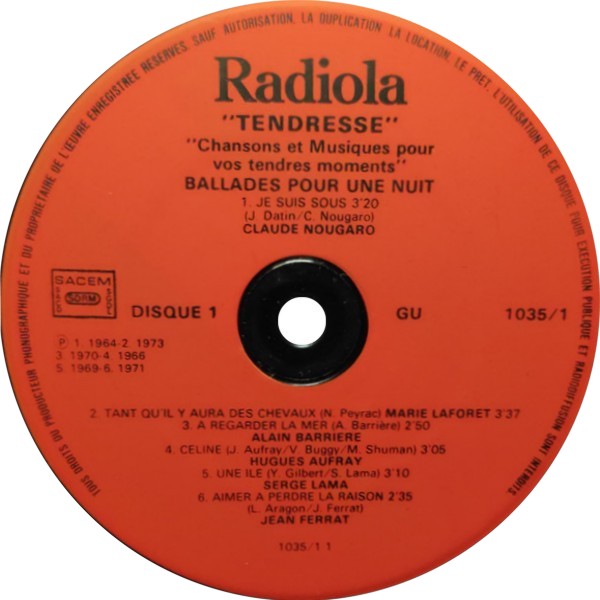 TOUS DROITS DU PRODUCTEUR PHONOGRAPHIQUE ET DU PROPRIETAIRE DE L'ŒUVRE ENREGISTREE RESERVES. SAUF AUTORISATION, LA DUPLICATION, LA LOCATION, LE PRET, L'UTILISATION DE CE DISQUE POUR EXECUTION PUBLIQUE ET RADIODIFFUSION SONT INTERDITS
Radiola
"TENDRESSE"
"Chansons et Musiques pour
vos tendres moments"
BALLADES POUR UNE NUIT
1. JE SUIS SOUS 3'20
(J. Datin/C. Nougaro)
CLAUDE NOUGARO
SACEM
SDRM
DISQUE 1
GU
1035/1
Ⓟ 1. 1964-2. 1973
3. 1970-4. 1966
5. 1969-6. 1971
2. TANT QU'IL Y AURA DES CHEVAUX (N. Peyrac) MARIE LAFORET 3'37
3. A REGARDER LA MER (A. Barrière) 2'50
ALAIN BARRIERE
4. CELINE (J. Aufray/V. Buggy/M. Shuman) 3'05
HUGUES AUFRAY
5. UNE ILE (Y. Gilbert/S. Lama) 3'10
SERGE LAMA
6. AIMER A PERDRE LA RAISON 2'35
(L. Aragon/J. Ferrat)
JEAN FERRAT
1035/1 1